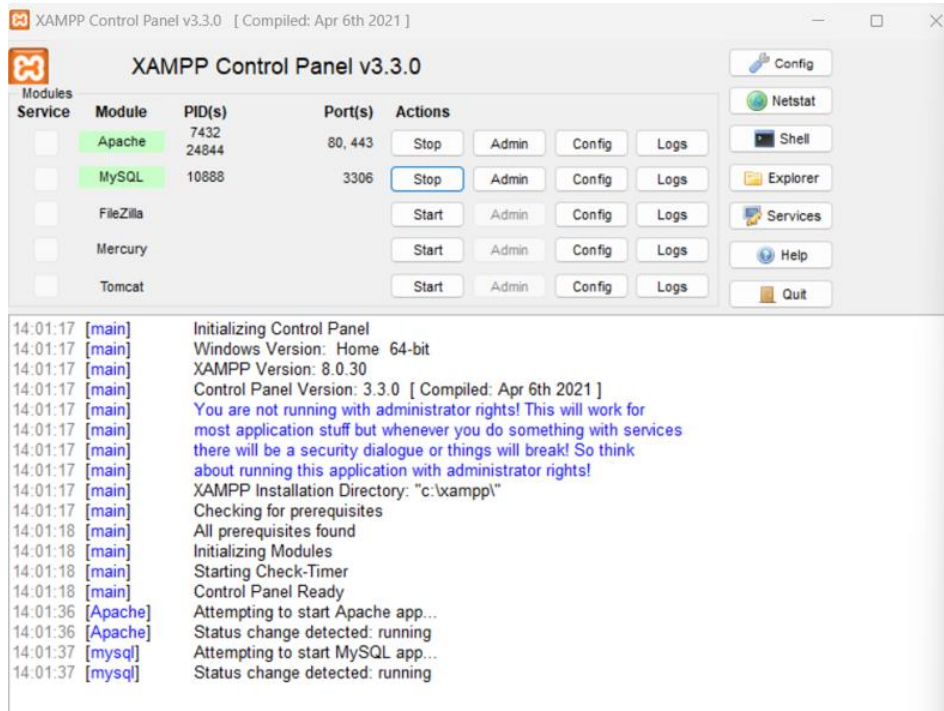 XAMPP Control Panel v3.3.0 [ Compiled: Apr 6th 2021 ]
XAMPP Control Panel v3.3.0
Config
Modules
Service Module PID(s) Port(s) Actions
Netstat
Apache 7432 24844 80, 443 Stop Admin Config Logs
Shell
MySQL 10888 3306 Stop Admin Config Logs
Explorer
FileZilla Start Admin Config Logs
Services
Mercury Start Admin Config Logs
Help
Tomcat Start Admin Config Logs
Quit
14:01:17 [main] Initializing Control Panel
14:01:17 [main] Windows Version: Home 64-bit
14:01:17 [main] XAMPP Version: 8.0.30
14:01:17 [main] Control Panel Version: 3.3.0 [ Compiled: Apr 6th 2021 ]
14:01:17 [main] You are not running with administrator rights! This will work for
14:01:17 [main] most application stuff but whenever you do something with services
14:01:17 [main] there will be a security dialogue or things will break! So think
14:01:17 [main] about running this application with administrator rights!
14:01:17 [main] XAMPP Installation Directory: "c:\xampp\"
14:01:17 [main] Checking for prerequisites
14:01:18 [main] All prerequisites found
14:01:18 [main] Initializing Modules
14:01:18 [main] Starting Check-Timer
14:01:18 [main] Control Panel Ready
14:01:36 [Apache] Attempting to start Apache app...
14:01:36 [Apache] Status change detected: running
14:01:37 [mysql] Attempting to start MySQL app...
14:01:37 [mysql] Status change detected: running